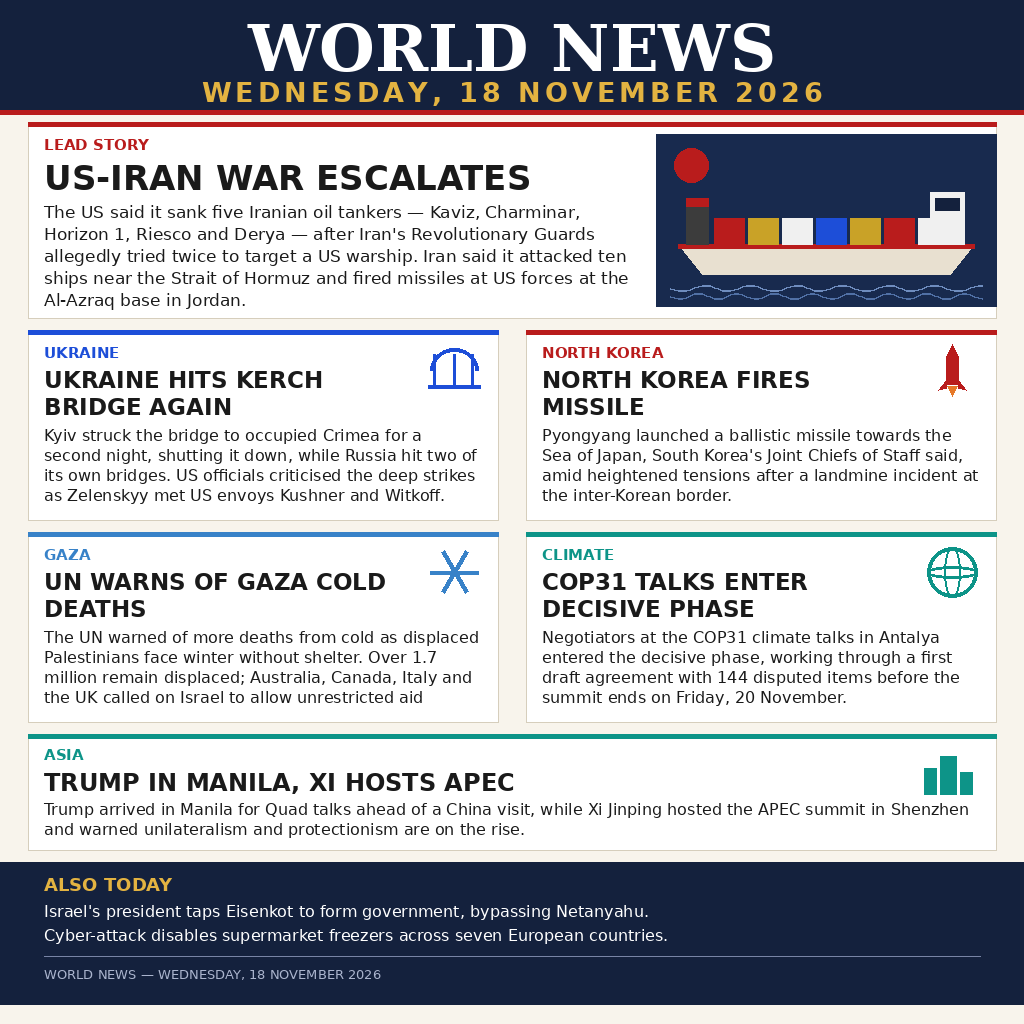 WORLD NEWS
WEDNESDAY, 18 NOVEMBER 2026
LEAD STORY
US-IRAN WAR ESCALATES
The US said it sank five Iranian oil tankers — Kaviz, Charminar,
Horizon 1, Riesco and Derya — after Iran's Revolutionary Guards
allegedly tried twice to target a US warship. Iran said it attacked ten
ships near the Strait of Hormuz and fired missiles at US forces at the
Al-Azraq base in Jordan.
UKRAINE
UKRAINE HITS KERCH
BRIDGE AGAIN
Kyiv struck the bridge to occupied Crimea for a
second night, shutting it down, while Russia hit two of
its own bridges. US officials criticised the deep strikes
as Zelenskyy met US envoys Kushner and Witkoff.
NORTH KOREA
NORTH KOREA FIRES
MISSILE
Pyongyang launched a ballistic missile towards the
Sea of Japan, South Korea's Joint Chiefs of Staff said,
amid heightened tensions after a landmine incident at
the inter-Korean border.
GAZA
UN WARNS OF GAZA COLD
DEATHS
The UN warned of more deaths from cold as displaced
Palestinians face winter without shelter. Over 1.7
million remain displaced; Australia, Canada, Italy and
the UK called on Israel to allow unrestricted aid
CLIMATE
COP31 TALKS ENTER
DECISIVE PHASE
Negotiators at the COP31 climate talks in Antalya
entered the decisive phase, working through a first
draft agreement with 144 disputed items before the
summit ends on Friday, 20 November.
ASIA
TRUMP IN MANILA, XI HOSTS APEC
Trump arrived in Manila for Quad talks ahead of a China visit, while Xi Jinping hosted the APEC summit in Shenzhen
and warned unilateralism and protectionism are on the rise.
ALSO TODAY
Israel's president taps Eisenkot to form government, bypassing Netanyahu.
Cyber-attack disables supermarket freezers across seven European countries.
WORLD NEWS — WEDNESDAY, 18 NOVEMBER 2026